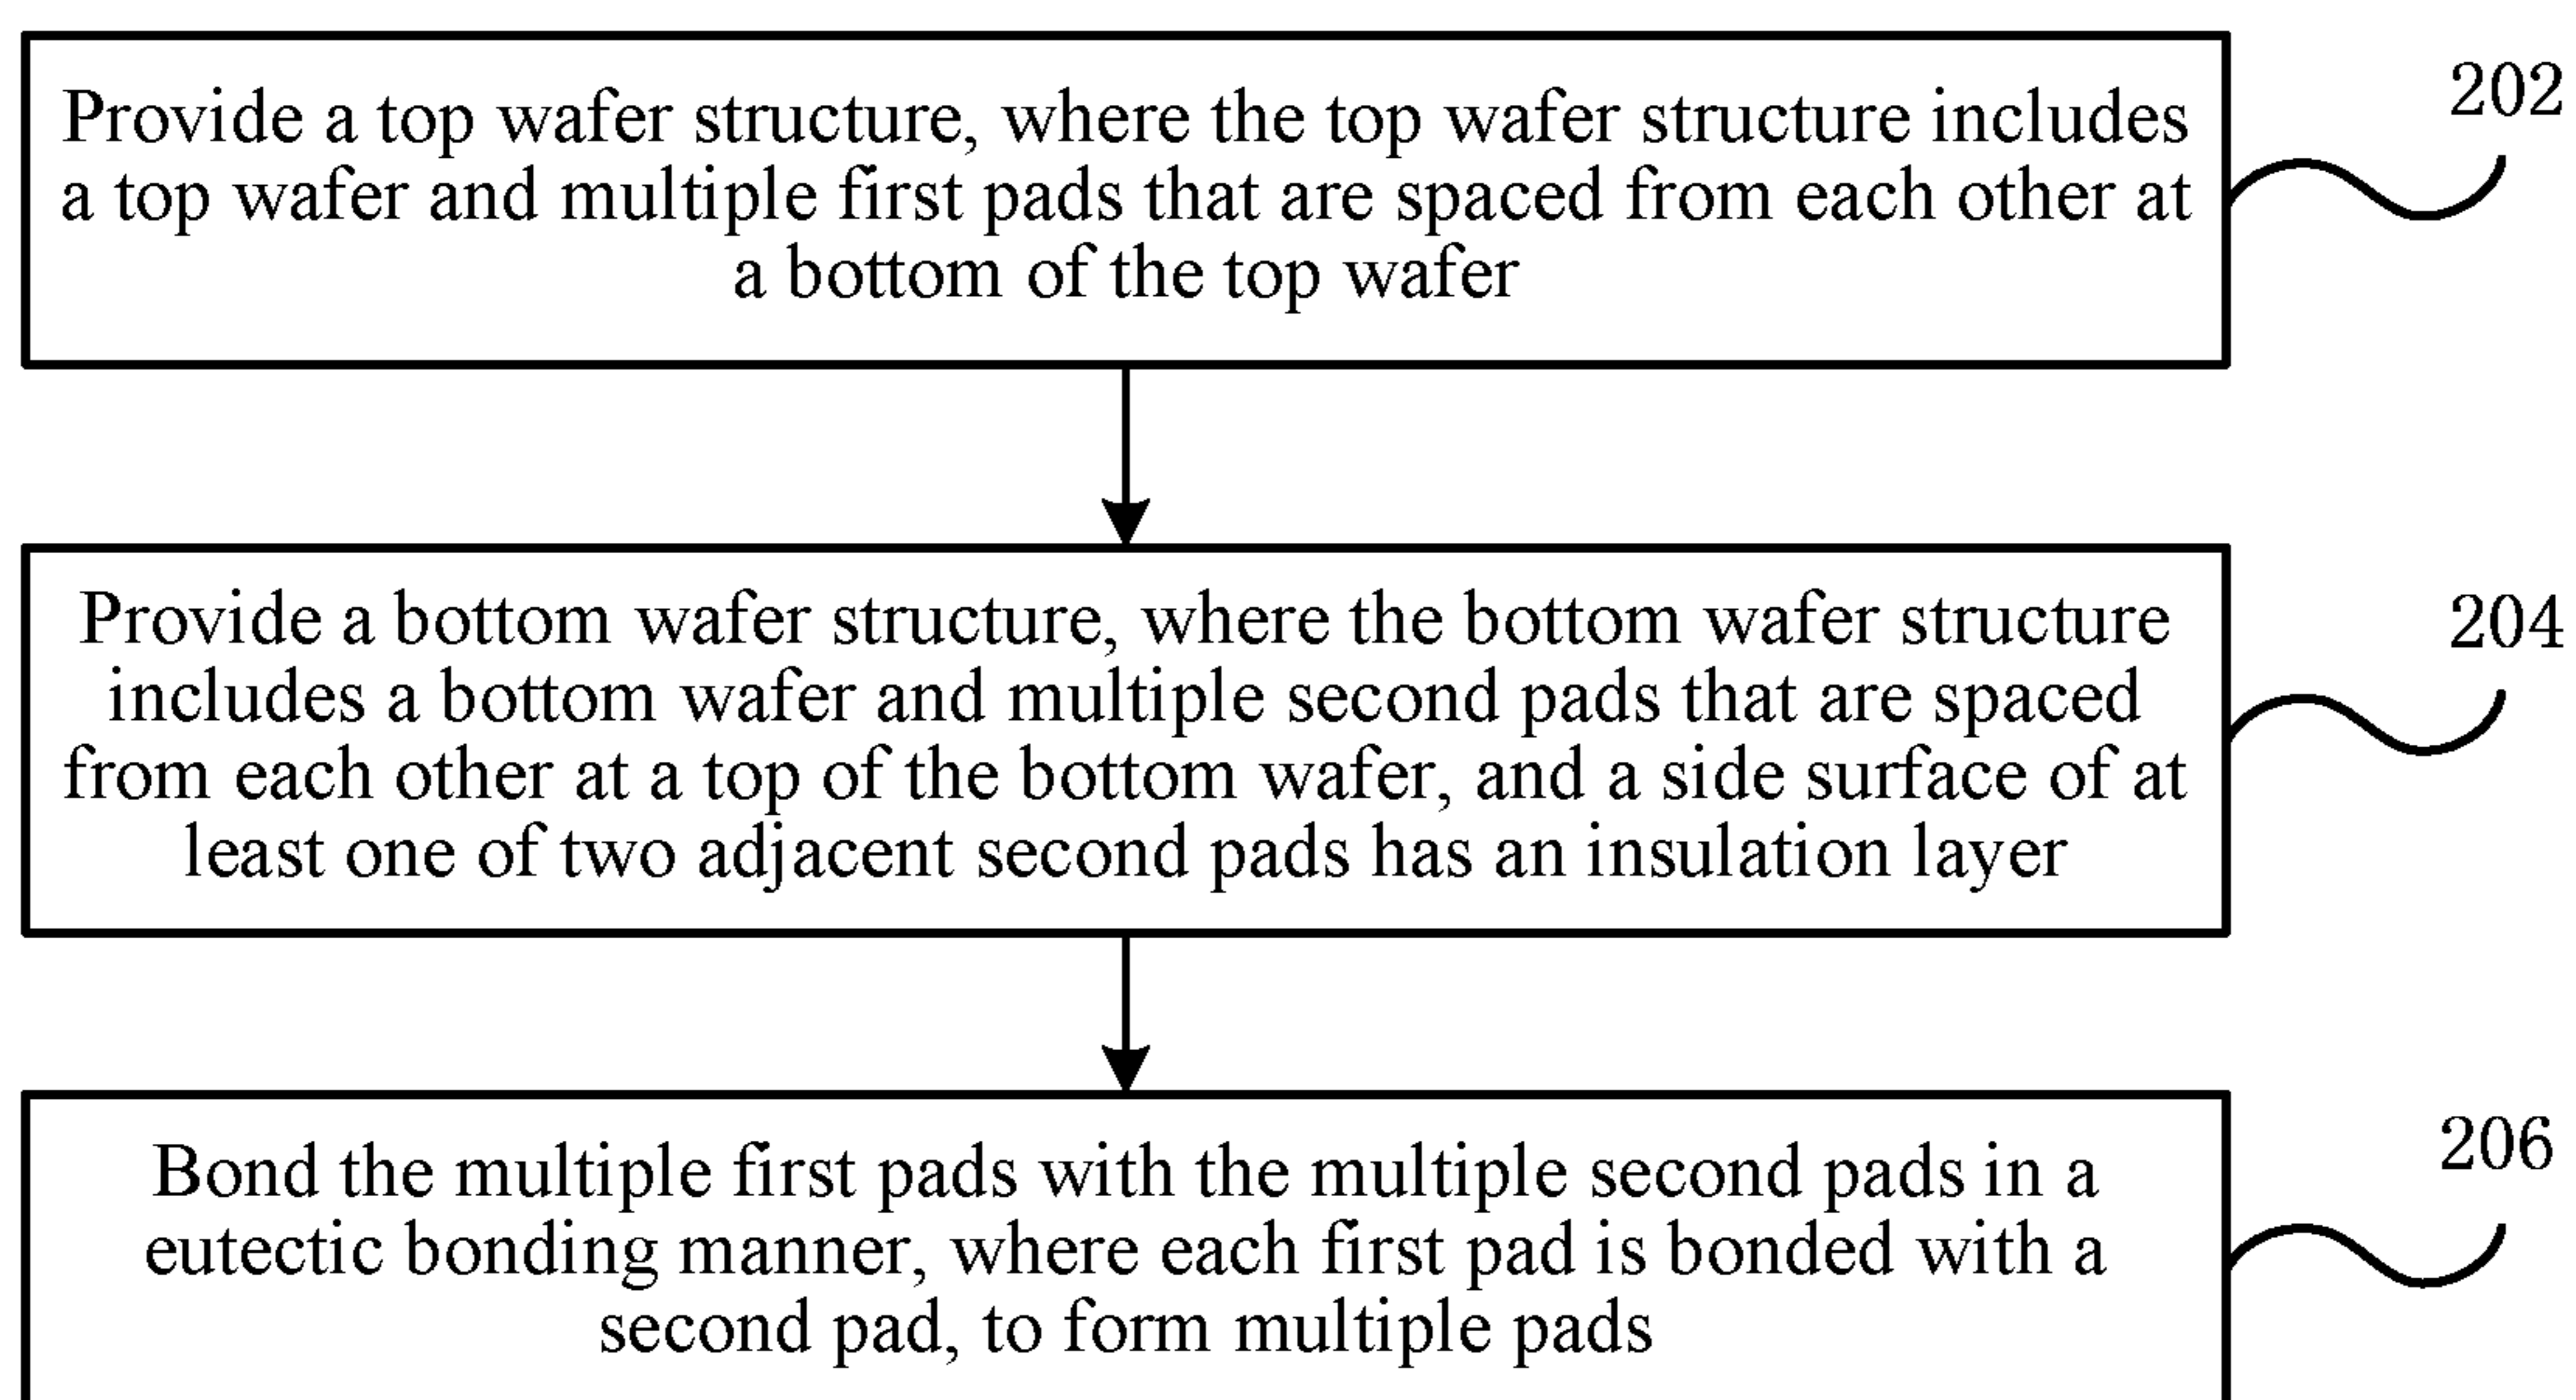 Provide a top wafer structure, where the top wafer structure includes
a top wafer and multiple first pads that are spaced from each other at
a bottom of the top wafer
202
Provide a bottom wafer structure, where the bottom wafer structure
includes a bottom wafer and multiple second pads that are spaced
from each other at a top of the bottom wafer, and a side surface of at
least one of two adjacent second pads has an insulation layer
204
Bond the multiple first pads with the multiple second pads in a
eutectic bonding manner, where each first pad is bonded with a
second pad, to form multiple pads
206